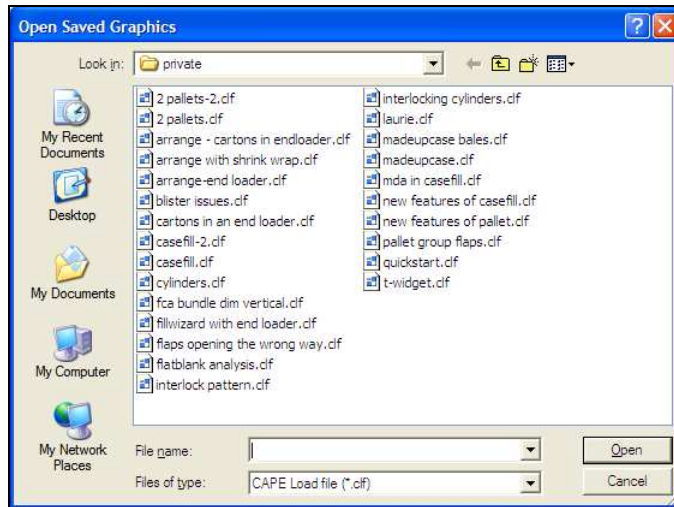 Open Saved Graphics
Look in: private
My Recent Documents
Desktop
My Documents
My Computer
My Network Places
2 pallets-2.clf
2 pallets.clf
arrange - cartons in endloader.clf
arrange with shrink wrap.clf
arrange-end loader.clf
blister issues.clf
cartons in an end loader.clf
casefill-2.clf
casefill.clf
cylinders.clf
fca bundle dim vertical.clf
fillwizard with end loader.clf
flaps opening the wrong way.clf
flatblank analysis.clf
interlock pattern.clf
interlocking cylinders.clf
laurie.clf
madeupcase bales.clf
madeupcase.clf
mda in casefill.clf
new features of casefill.clf
new features of pallet.clf
pallet group flaps.clf
quickstart.clf
t-widget.clf
File name:
Open
Files of type: CAPE Load file (*.clf)
Cancel